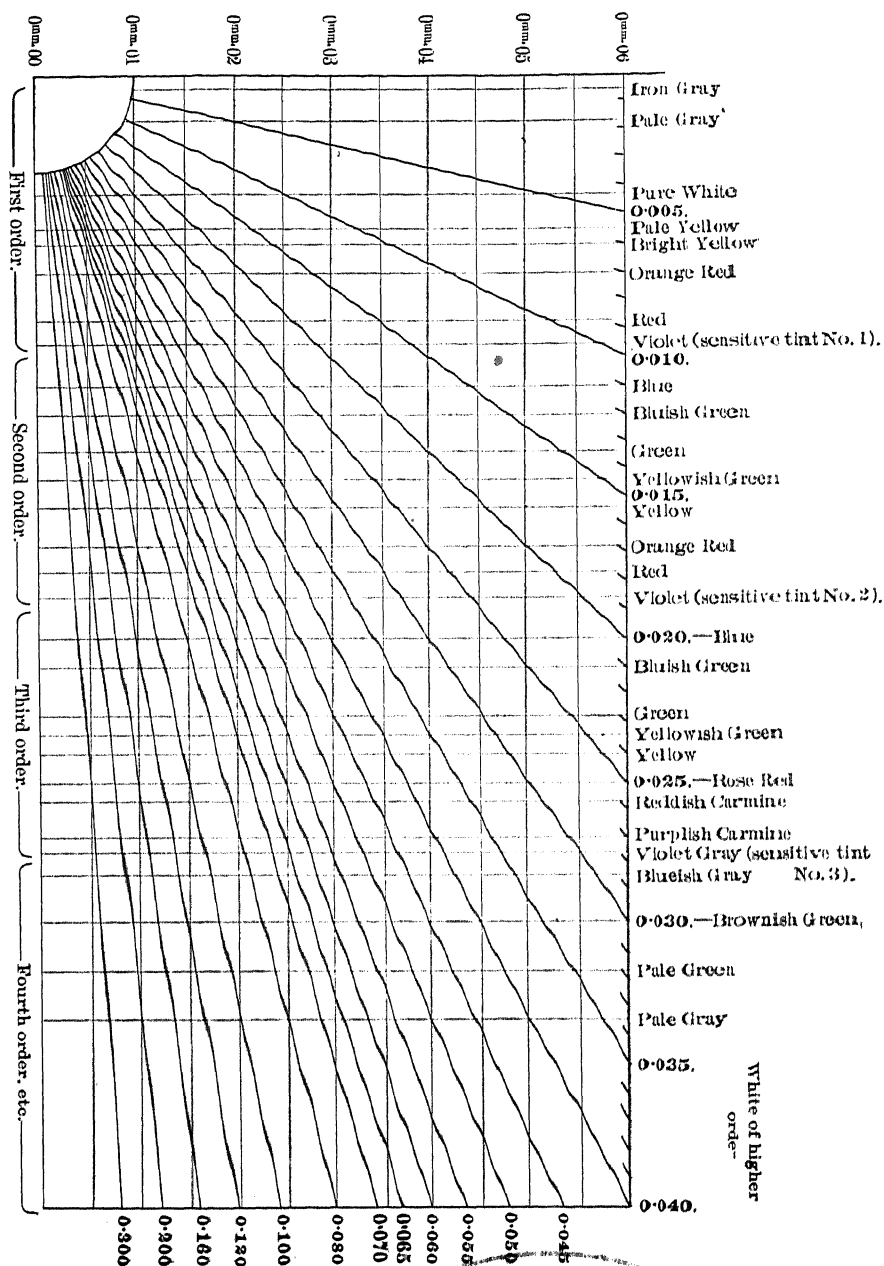 0mm·00
0mm·01
0mm·02
0mm·03
0mm·04
0mm·05
0mm·06
Iron Gray
Pale Gray
Pure White
0·005.
Pale Yellow
Bright Yellow
Orange Red
Red
Violet (sensitive tint No. 1).
0·010.
Blue
Bluish Green
Green
Yellowish Green
0·015.
Yellow
Orange Red
Red
Violet (sensitive tint No. 2).
0·020.—Blue
Bluish Green
Green
Yellowish Green
Yellow
0·025.—Rose Red
Reddish Carmine
Purplish Carmine
Violet Gray (sensitive tint
Blueish Gray No. 3).
0·030.—Brownish Green,
Pale Green
Pale Gray
0·035.
White of higher
0·040.
First order.
Second order.
Third order.
Fourth order. etc.
0·300
0·200
0·160
0·120
0·100
0·080
0·070
0·065
0·060
0·055
0·050
0·045